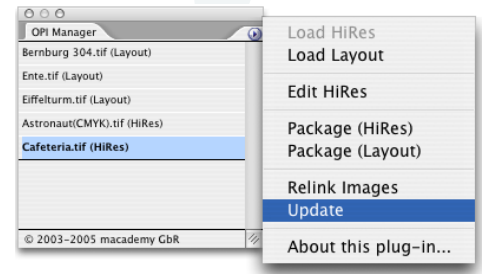 OPI Manager
Bernburg 304.tif (Layout)
Ente.tif (Layout)
Eiffelturm.tif (Layout)
Astronaut(CMYK).tif (HiRes)
Cafeteria.tif (HiRes)
© 2003-2005 macademy GbR
Load HiRes
Load Layout
Edit HiRes
Package (HiRes)
Package (Layout)
Relink Images
Update
About this plug-in...